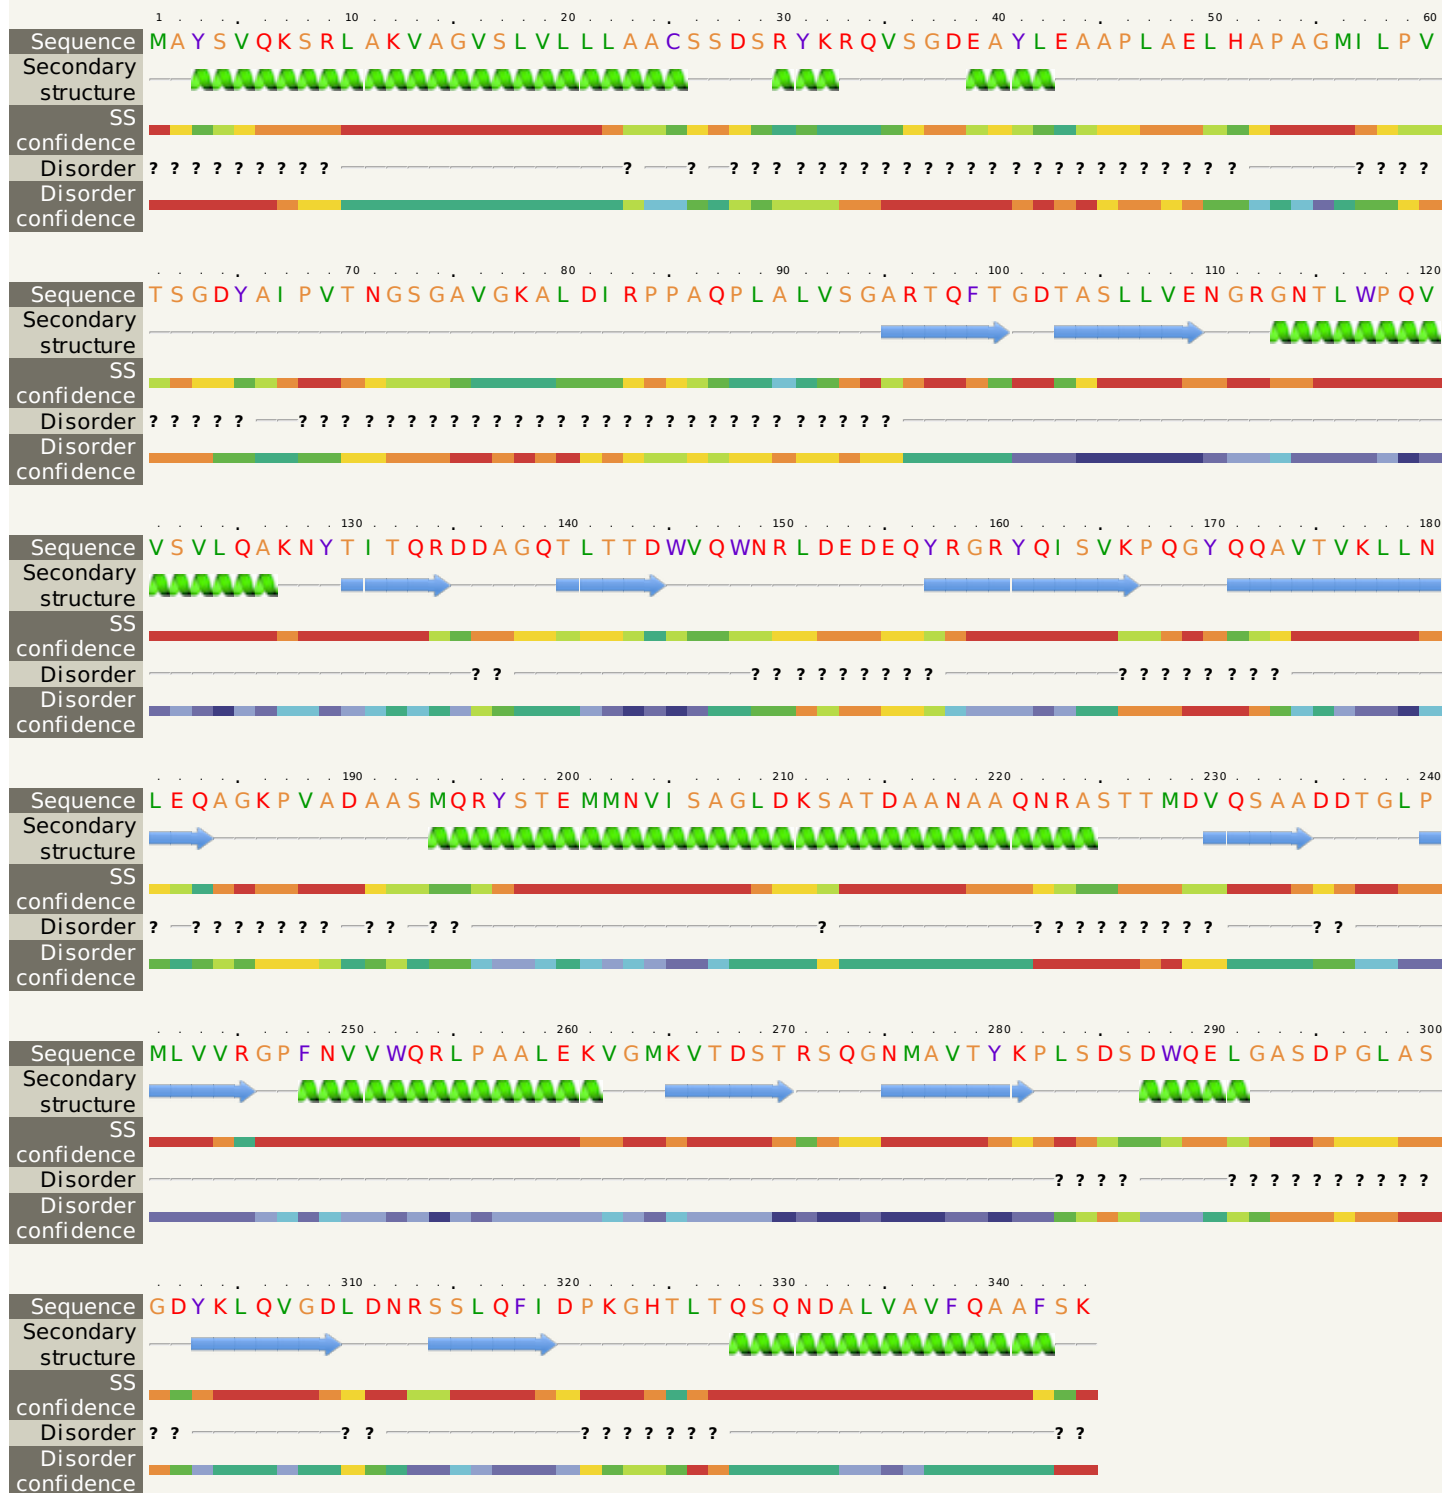 1 10 20 30 40 50 60
Sequence M A Y S V Q K S R L A K V A G V S L V L L L A A C S S D S R Y K R Q V S G D E A Y L E A A P L A E L H A P A G M I L P V
Secondary
structure
SS
confidence
Disorder ? ? ? ? ? ? ? ? ? ? ? ? ? ? ? ? ? ? ? ? ? ? ? ? ? ? ? ? ? ? ? ? ? ? ? ? ? ? ?
Disorder
confidence
70 80 90 100 110 120
Sequence T S G D Y A I P V T N G S G A V G K A L D I R P P A Q P L A L V S G A R T Q F T G D T A S L L V E N G R G N T L W P Q V
Secondary
structure
SS
confidence
Disorder ? ? ? ? ? ? ? ? ? ? ? ? ? ? ? ? ? ? ? ? ? ? ? ? ? ? ? ? ? ? ? ? ?
Disorder
confidence
130 140 150 160 170 180
Sequence V S V L Q A K N Y T I T Q R D D A G Q T L T T D W V Q W N R L D E D E Q Y R G R Y Q I S V K P Q G Y Q Q A V T V K L L N
Secondary
structure
SS
confidence
Disorder ? ? ? ? ? ? ? ? ? ? ? ? ? ? ? ? ? ? ?
Disorder
confidence
190 200 210 220 230 240
Sequence L E Q A G K P V A D A A S M Q R Y S T E M M N V I S A G L D K S A T D A A N A A Q N R A S T T M D V Q S A A D D T G L P
Secondary
structure
SS
confidence
Disorder ? ? ? ? ? ? ? ? ? ? ? ? ? ? ? ? ? ? ? ? ? ? ? ?
Disorder
confidence
250 260 270 280 290 300
Sequence M L V V R G P F N V V W Q R L P A A L E K V G M K V T D S T R S Q G N M A V T Y K P L S D S D W Q E L G A S D P G L A S
Secondary
structure
SS
confidence
Disorder ? ? ? ? ? ? ? ? ? ? ? ? ? ?
Disorder
confidence
310 320 330 340
Sequence G D Y K L Q V G D L D N R S S L Q F I D P K G H T L T Q S Q N D A L V A V F Q A A F S K
Secondary
structure
SS
confidence
Disorder ? ? ? ? ? ? ? ? ? ? ? ? ?
Disorder
confidence